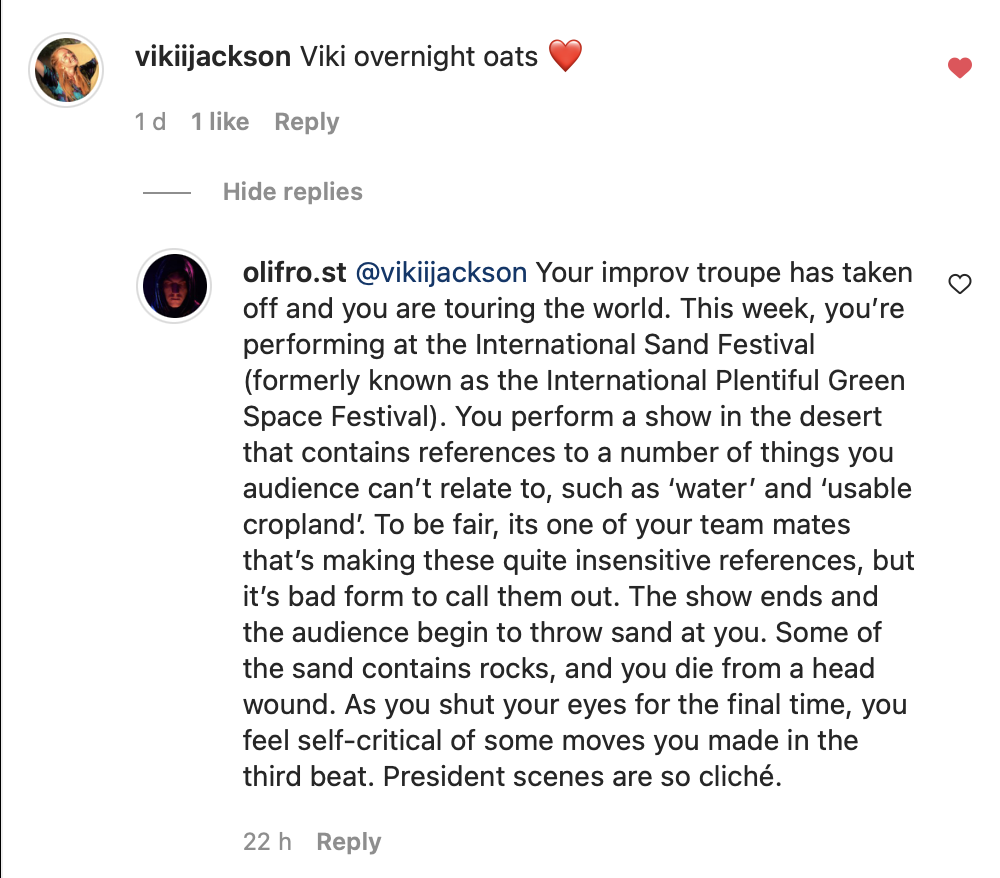 vikiijackson Viki overnight oats ❤️
1 d 1 like Reply
Hide replies
olifro.st @vikiijackson Your improv troupe has taken
off and you are touring the world. This week, you’re
performing at the International Sand Festival
(formerly known as the International Plentiful Green
Space Festival). You perform a show in the desert
that contains references to a number of things you
audience can’t relate to, such as ‘water’ and ‘usable
cropland’. To be fair, its one of your team mates
that’s making these quite insensitive references, but
it’s bad form to call them out. The show ends and
the audience begin to throw sand at you. Some of
the sand contains rocks, and you die from a head
wound. As you shut your eyes for the final time, you
feel self-critical of some moves you made in the
third beat. President scenes are so cliché.
22 h Reply